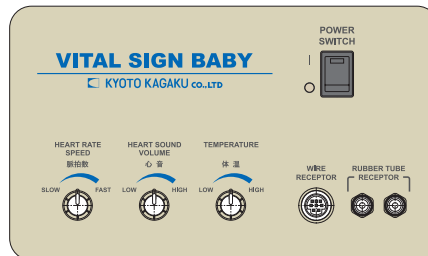 POWER
SWITCH
VITAL SIGN BABY
KYOTO KAGAKU CO.,LTD
HEART RATE
SPEED
脈拍数
SLOW
FAST
HEART SOUND
VOLUME
心音
LOW
HIGH
TEMPERATURE
体温
LOW
HIGH
WIRE
RECEPTOR
RUBBER TUBE
RECEPTOR